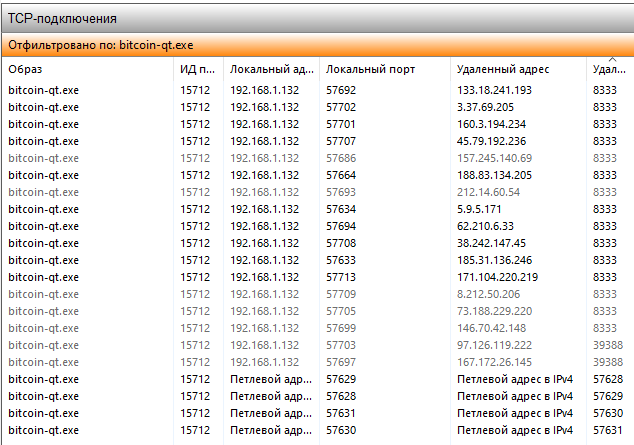 TCP-подключения
Отфильтровано по: bitcoin-qt.exe
Образ ИД п... Локальный ад... Локальный порт Удаленный адрес Удал...
bitcoin-qt.exe 15712 192.168.1.132 57692 133.18.241.193 8333
bitcoin-qt.exe 15712 192.168.1.132 57702 3.37.69.205 8333
bitcoin-qt.exe 15712 192.168.1.132 57701 160.3.194.234 8333
bitcoin-qt.exe 15712 192.168.1.132 57707 45.79.192.236 8333
bitcoin-qt.exe 15712 192.168.1.132 57686 157.245.140.69 8333
bitcoin-qt.exe 15712 192.168.1.132 57664 188.83.134.205 8333
bitcoin-qt.exe 15712 192.168.1.132 57693 212.14.60.54 8333
bitcoin-qt.exe 15712 192.168.1.132 57634 5.9.5.171 8333
bitcoin-qt.exe 15712 192.168.1.132 57694 62.210.6.33 8333
bitcoin-qt.exe 15712 192.168.1.132 57708 38.242.147.45 8333
bitcoin-qt.exe 15712 192.168.1.132 57633 185.31.136.246 8333
bitcoin-qt.exe 15712 192.168.1.132 57713 171.104.220.219 8333
bitcoin-qt.exe 15712 192.168.1.132 57709 8.212.50.206 8333
bitcoin-qt.exe 15712 192.168.1.132 57705 73.188.229.220 8333
bitcoin-qt.exe 15712 192.168.1.132 57699 146.70.42.148 8333
bitcoin-qt.exe 15712 192.168.1.132 57703 97.126.119.222 39388
bitcoin-qt.exe 15712 192.168.1.132 57697 167.172.26.145 39388
bitcoin-qt.exe 15712 Петлевой адр... 57629 Петлевой адрес в IPv4 57628
bitcoin-qt.exe 15712 Петлевой адр... 57628 Петлевой адрес в IPv4 57629
bitcoin-qt.exe 15712 Петлевой адр... 57631 Петлевой адрес в IPv4 57630
bitcoin-qt.exe 15712 Петлевой адр... 57630 Петлевой адрес в IPv4 57631